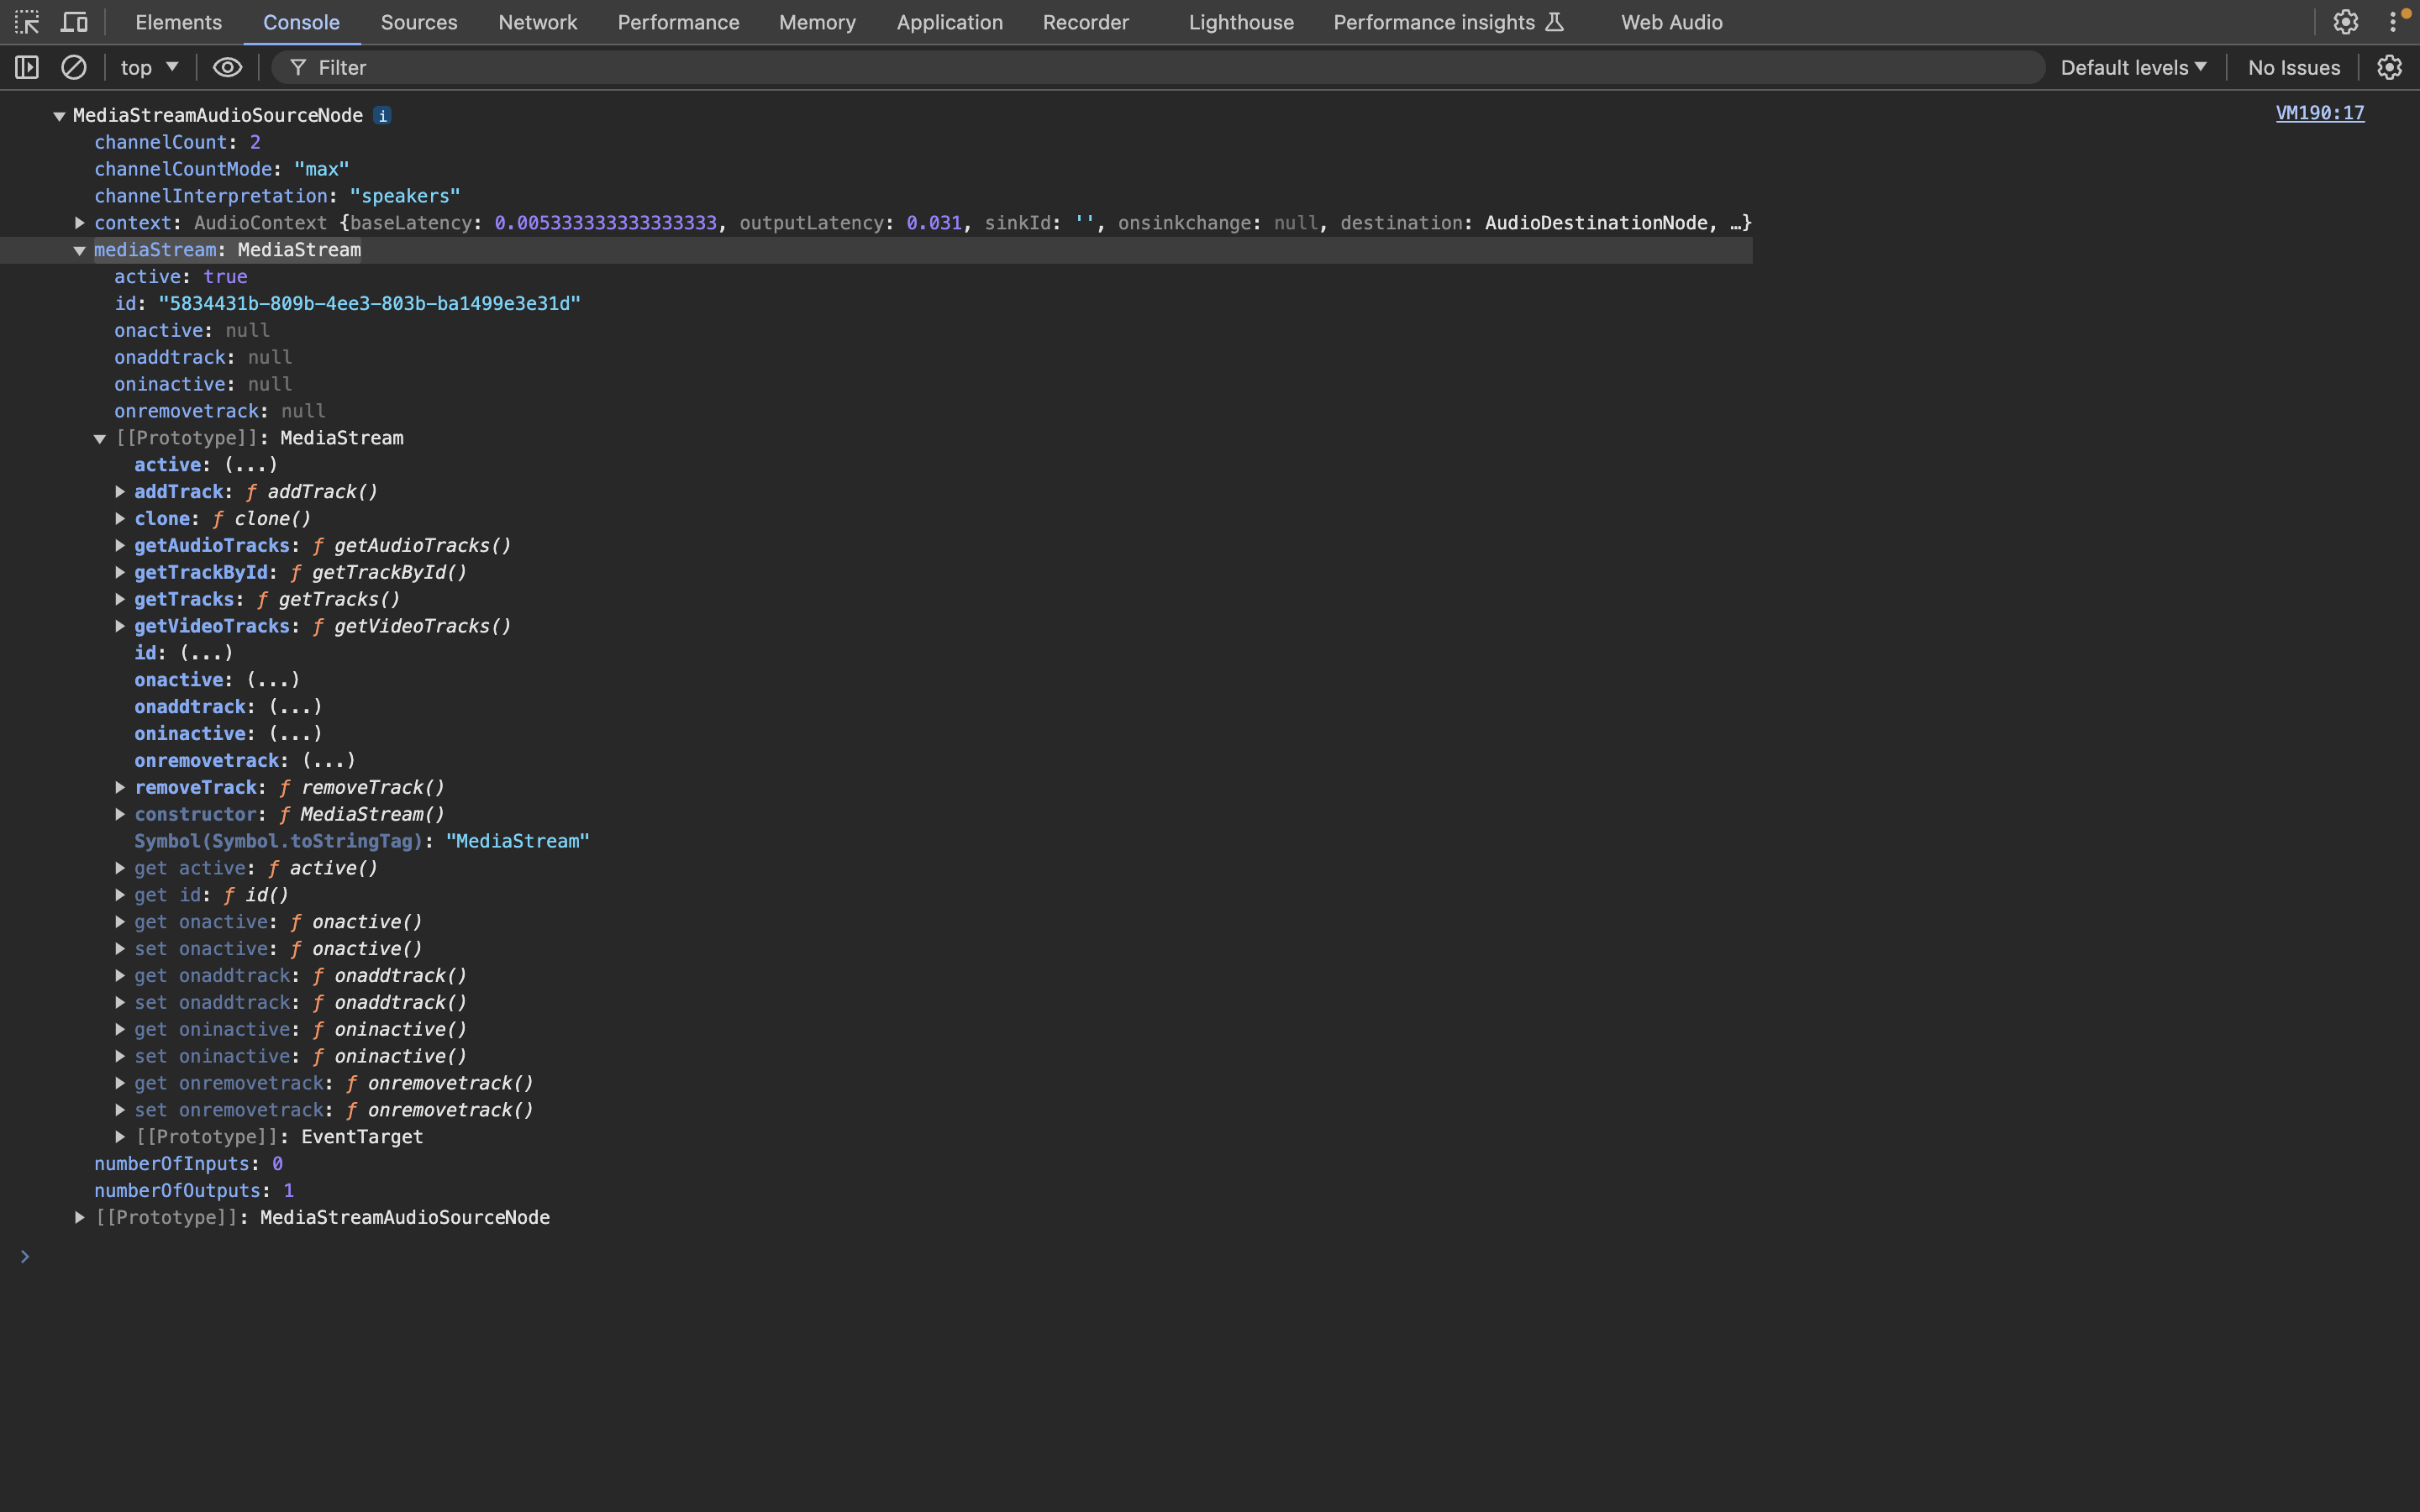 Elements Console Sources Network Performance Memory Application Recorder Lighthouse Performance insights Web Audio
top Filter Default levels No Issues
MediaStreamAudioSourceNode i VM190:17
channelCount: 2
channelCountMode: "max"
channelInterpretation: "speakers"
context: AudioContext {baseLatency: 0.005333333333333333, outputLatency: 0.031, sinkId: '', onsinkchange: null, destination: AudioDestinationNode, …}
mediaStream: MediaStream
active: true
id: "5834431b-809b-4ee3-803b-ba1499e3e31d"
onactive: null
onaddtrack: null
oninactive: null
onremovetrack: null
[[Prototype]]: MediaStream
active: (...)
addTrack: ƒ addTrack()
clone: ƒ clone()
getAudioTracks: ƒ getAudioTracks()
getTrackById: ƒ getTrackById()
getTracks: ƒ getTracks()
getVideoTracks: ƒ getVideoTracks()
id: (...)
onactive: (...)
onaddtrack: (...)
oninactive: (...)
onremovetrack: (...)
removeTrack: ƒ removeTrack()
constructor: ƒ MediaStream()
Symbol(Symbol.toStringTag): "MediaStream"
get active: ƒ active()
get id: ƒ id()
get onactive: ƒ onactive()
set onactive: ƒ onactive()
get onaddtrack: ƒ onaddtrack()
set onaddtrack: ƒ onaddtrack()
get oninactive: ƒ oninactive()
set oninactive: ƒ oninactive()
get onremovetrack: ƒ onremovetrack()
set onremovetrack: ƒ onremovetrack()
[[Prototype]]: EventTarget
numberOfInputs: 0
numberOfOutputs: 1
[[Prototype]]: MediaStreamAudioSourceNode